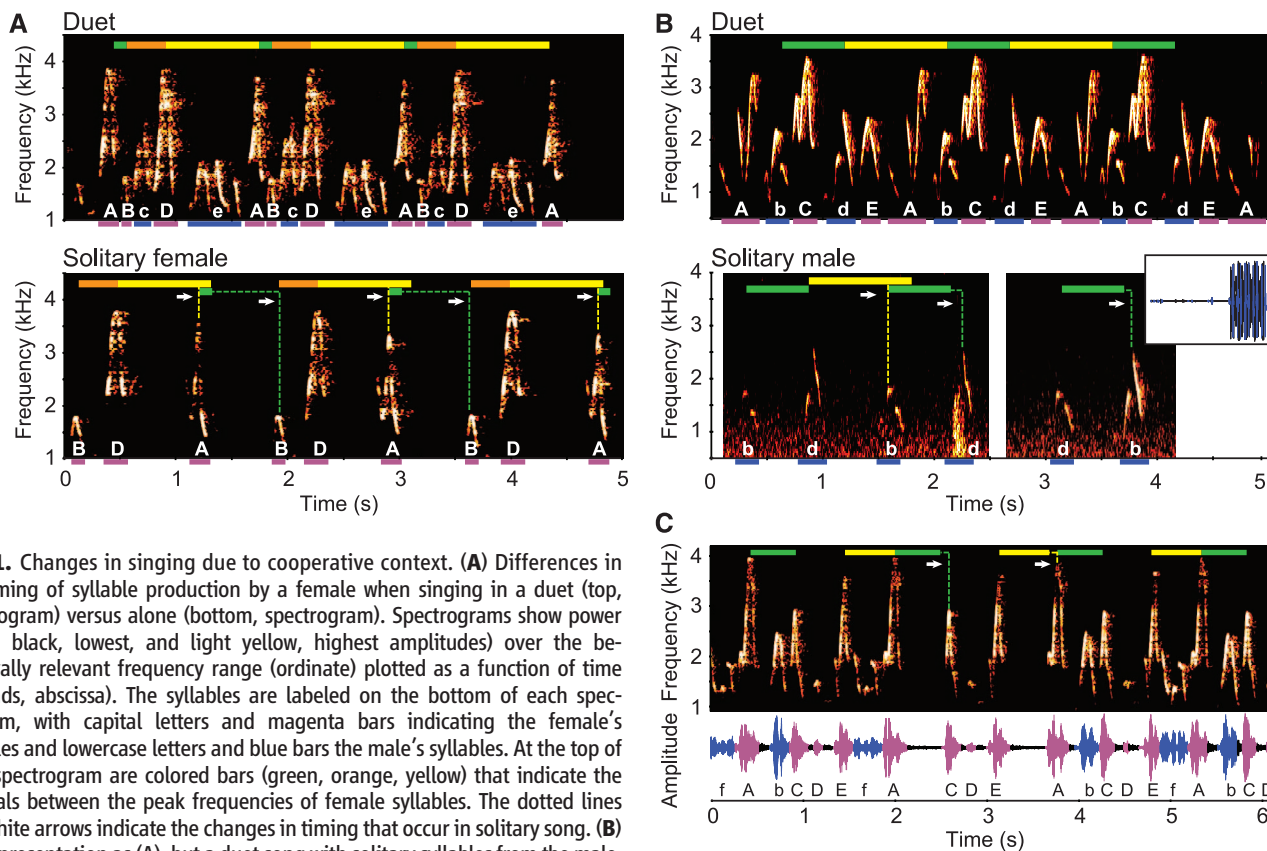 A
Duet
4
3
2
1
Frequency (kHz)
A B c D e A B c D e A B c D e A
Solitary female
4
3
2
1
Frequency (kHz)
B D A B D A B D A
0 1 2 3 4 5
Time (s)
B
Duet
4
3
2
1
Frequency (kHz)
A b C d E A b C d E A b C d E A
Solitary male
4
3
2
1
Frequency (kHz)
b d b d d b
0 1 2 3 4 5
Time (s)
C
4
3
2
1
Frequency (kHz)
Amplitude
f A b C D E f A C D E A b C D E f A b C D
0 1 2 3 4 5 6
Time (s)
1. Changes in singing due to cooperative context. (A) Differences in
ming of syllable production by a female when singing in a duet (top,
ogram) versus alone (bottom, spectrogram). Spectrograms show power
black, lowest, and light yellow, highest amplitudes) over the be-
ally relevant frequency range (ordinate) plotted as a function of time
nds, abscissa). The syllables are labeled on the bottom of each spec-
m, with capital letters and magenta bars indicating the female's
les and lowercase letters and blue bars the male's syllables. At the top of
spectrogram are colored bars (green, orange, yellow) that indicate the
als between the peak frequencies of female syllables. The dotted lines
hite arrows indicate the changes in timing that occur in solitary song. (B)